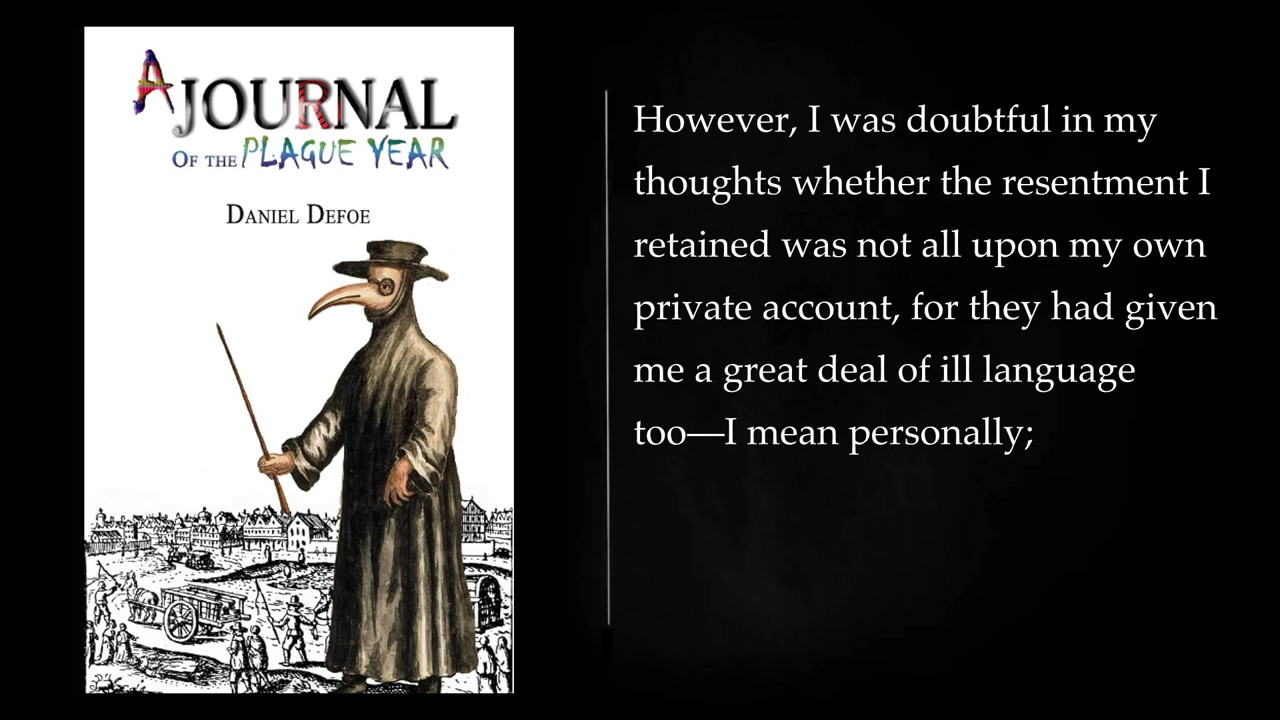 A JOURNAL
OF THE PLAGUE YEAR
DANIEL DEFOE
However, I was doubtful in my
thoughts whether the resentment I
retained was not all upon my own
private account, for they had given
me a great deal of ill language
too—I mean personally;